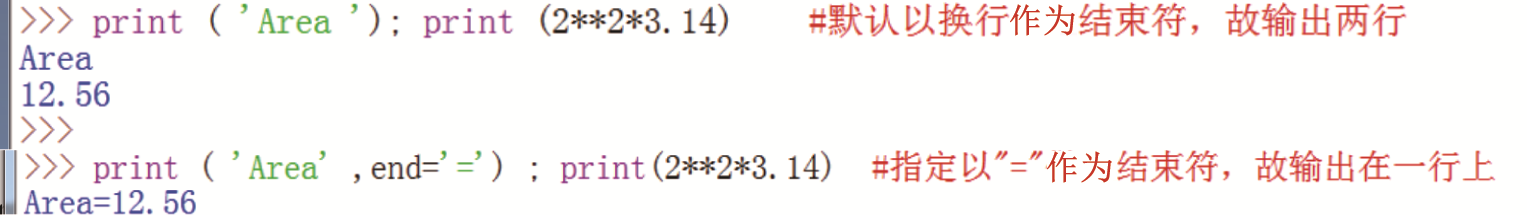 >>> print ( 'Area '); print (2**2*3.14) #默认以换行作为结束符，故输出两行
Area
12.56
>>>
>>> print ( 'Area' ,end='=') ; print(2**2*3.14) #指定以"="作为结束符，故输出在一行上
Area=12.56